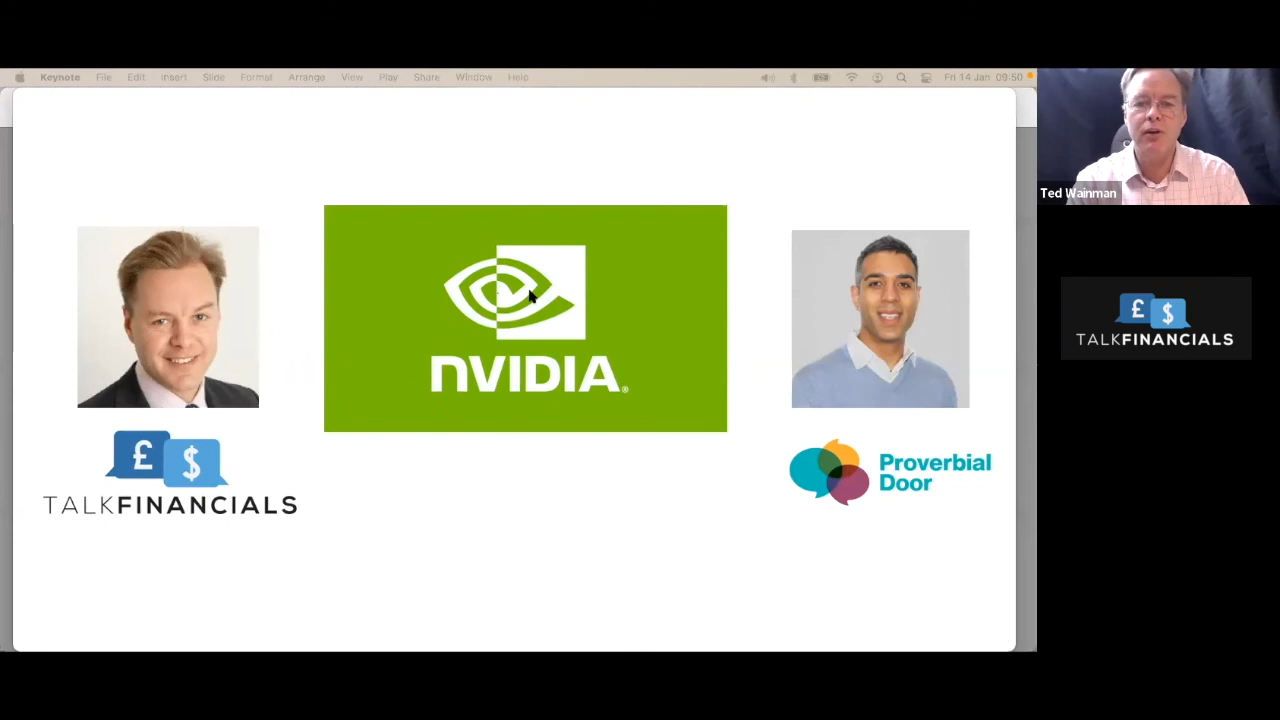 Keynote File Edit Insert Slide Format Arrange View Play Share Window Help Fri 14 Jan 09:50
Ted Wainman
nVIDIA®
£ $
TALKFINANCIALS
£ $
TALKFINANCIALS
Proverbial
Door